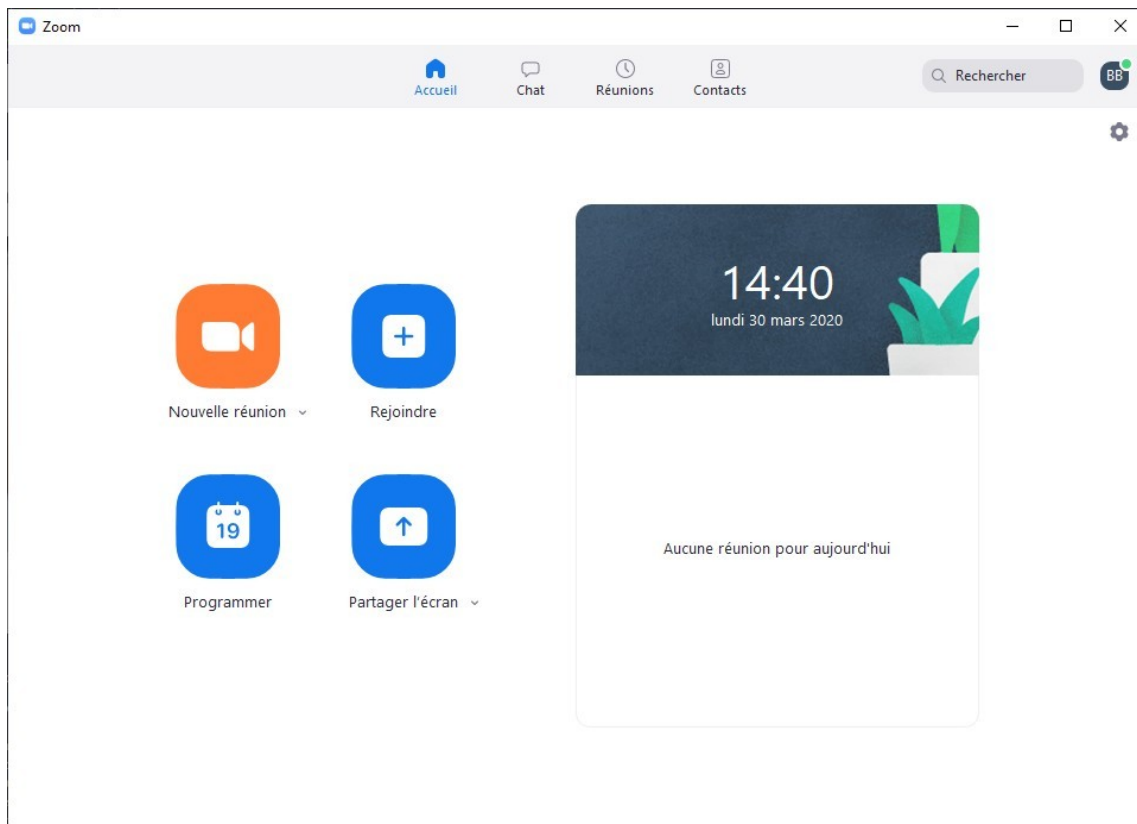 Zoom
Accueil
Chat
Réunions
Contacts
Rechercher
BB
14:40
lundi 30 mars 2020
Nouvelle réunion
Rejoindre
19
Programmer
Partager l'écran
Aucune réunion pour aujourd'hui